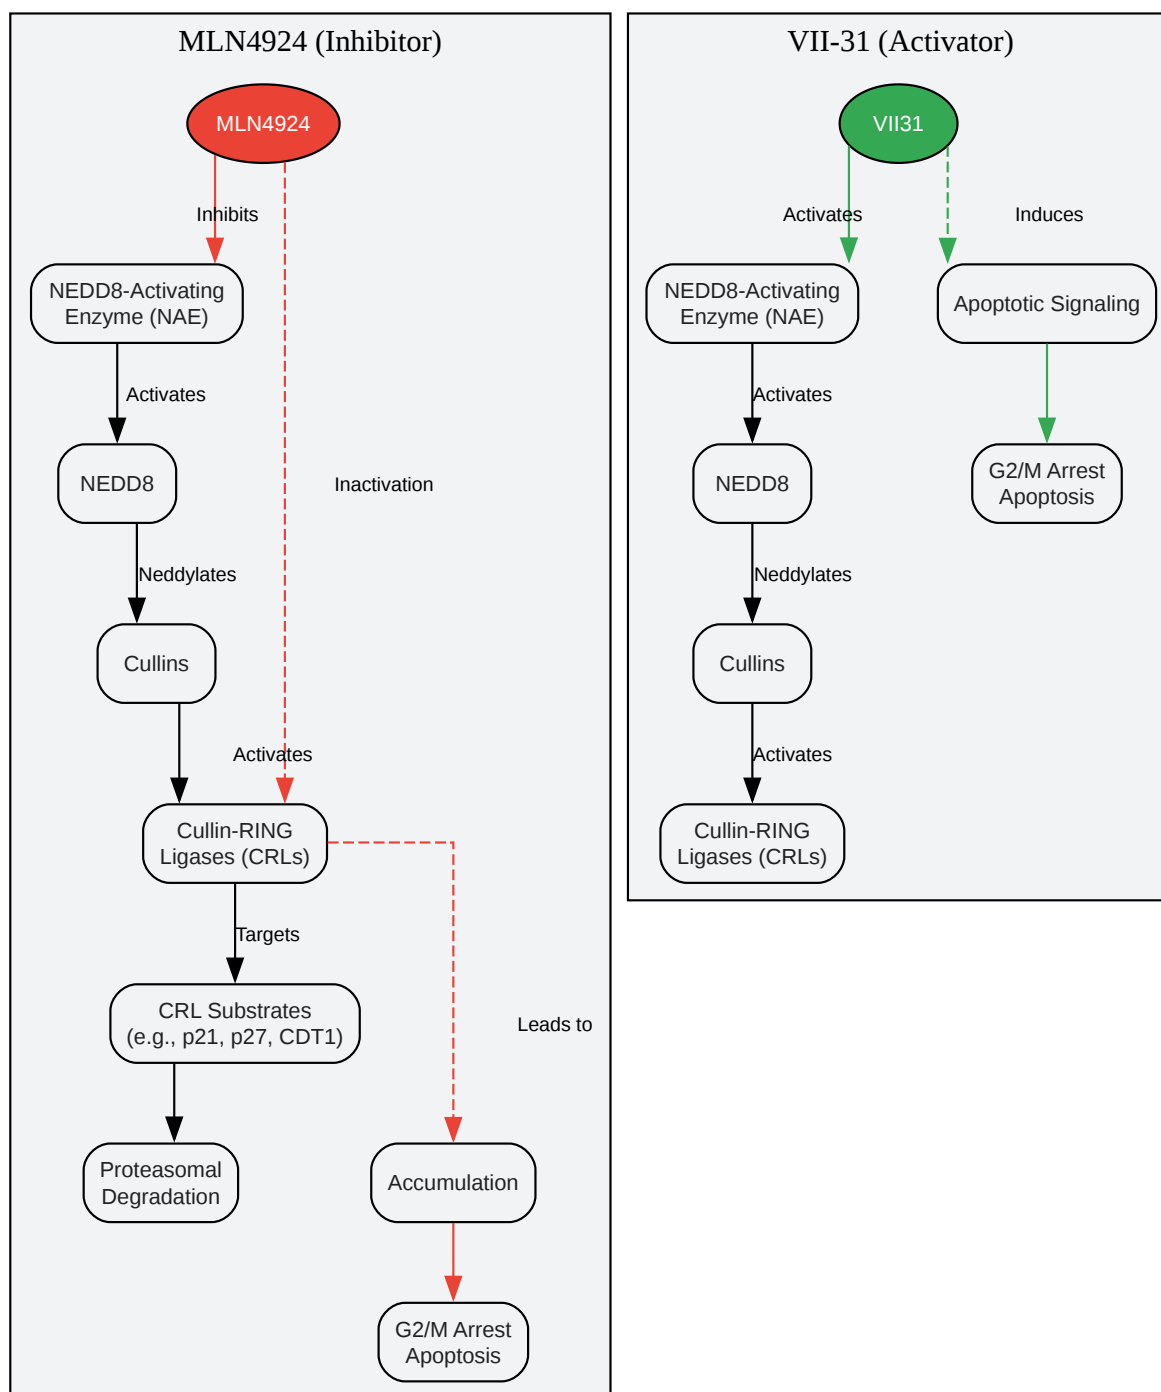 MLN4924 (Inhibitor)
MLN4924
Inhibits
NEDD8-Activating
Enzyme (NAE)
Activates
NEDD8
Inactivation
Neddylates
Cullins
Activates
Cullin-RING
Ligases (CRLs)
Targets
CRL Substrates
(e.g., p21, p27, CDT1)
Leads to
Proteasomal
Degradation
Accumulation
G2/M Arrest
Apoptosis
VII-31 (Activator)
VII31
Activates
Induces
NEDD8-Activating
Enzyme (NAE)
Apoptotic Signaling
Activates
NEDD8
G2/M Arrest
Apoptosis
Neddylates
Cullins
Activates
Cullin-RING
Ligases (CRLs)